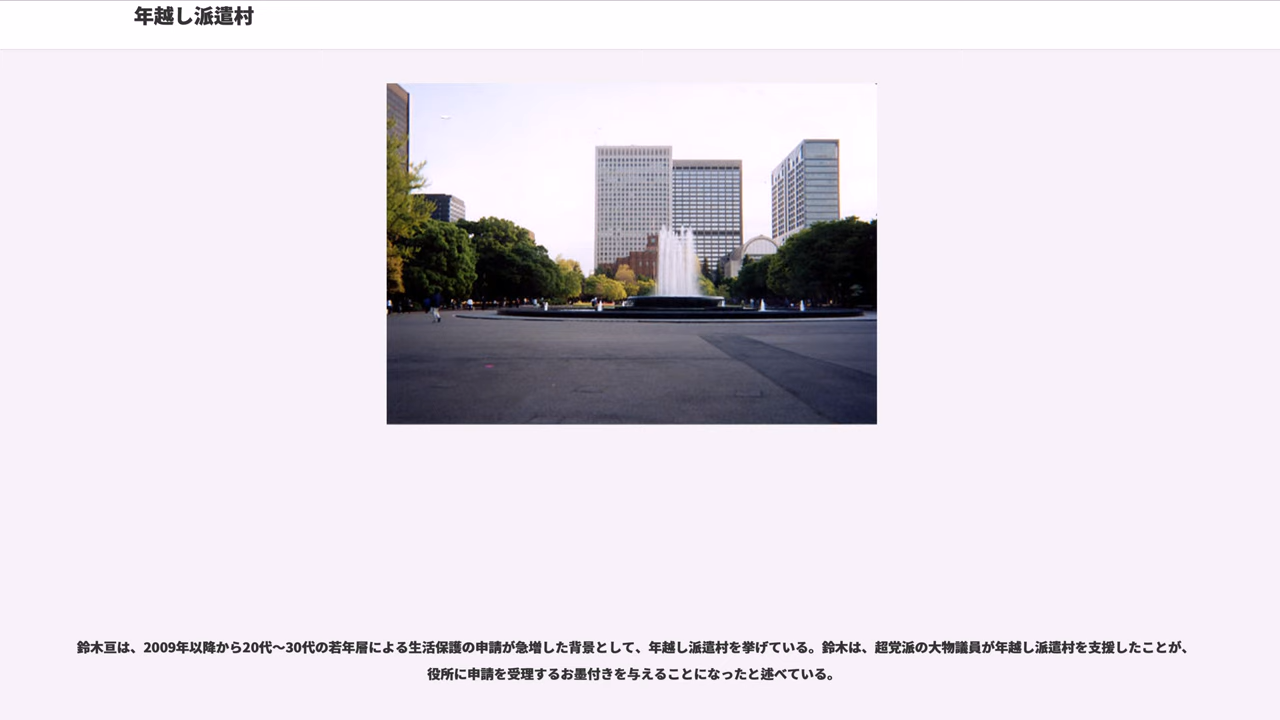 年越し派遣村
鈴木亘は、2009年以降から20代〜30代の若年層による生活保護の申請が急増した背景として、年越し派遣村を挙げている。鈴木は、超党派の大物議員が年越し派遣村を支援したことが、
役所に申請を受理するお墨付きを与えることになったと述べている。